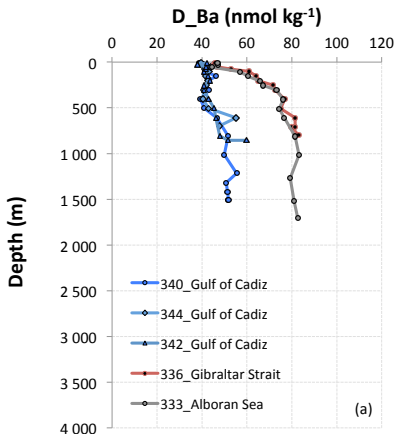 D_Ba (nmol kg⁻¹)
0 20 40 60 80 100 120
0
500
1 000
1 500
2 000
2 500
3 000
3 500
4 000
Depth (m)
340_Gulf of Cadiz
344_Gulf of Cadiz
342_Gulf of Cadiz
336_Gibraltar Strait
333_Alboran Sea
(a)